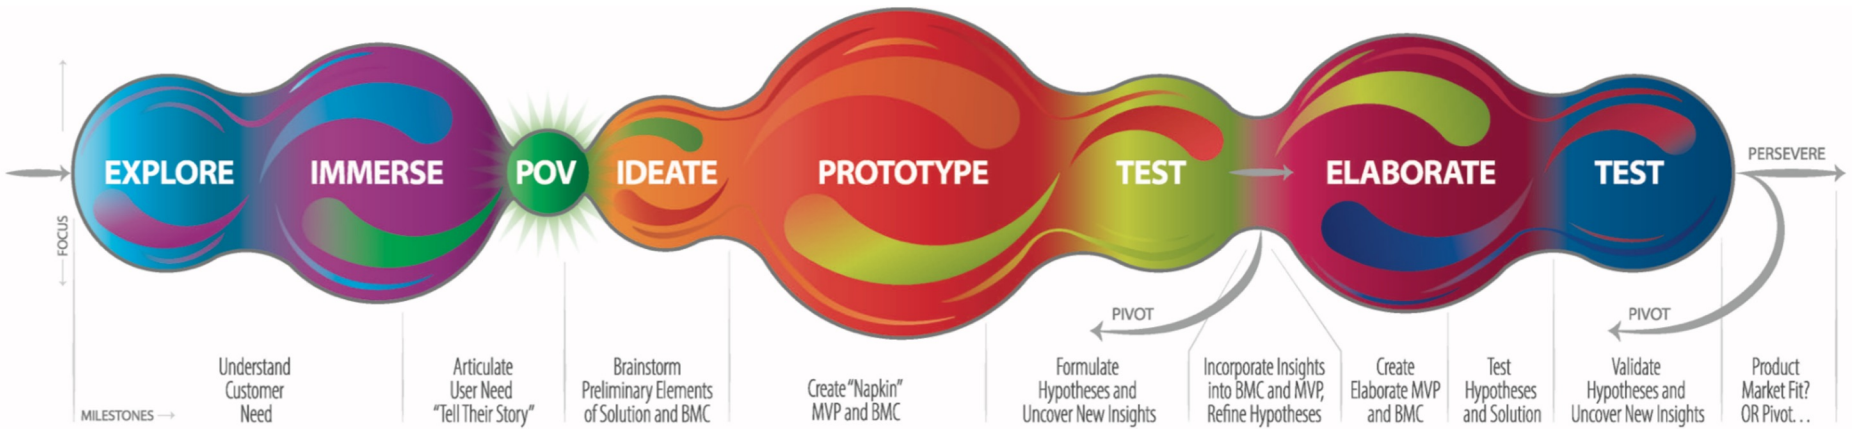 EXPLORE
IMMERSE
POV
IDEATE
PROTOTYPE
TEST
ELABORATE
TEST
PERSEVERE
FOCUS
PIVOT
PIVOT
MILESTONES
Understand
Customer
Need
Articulate
User Need
“Tell Their Story”
Brainstorm
Preliminary Elements
of Solution and BMC
Create “Napkin”
MVP and BMC
Formulate
Hypotheses and
Uncover New Insights
Incorporate Insights
into BMC and MVP,
Refine Hypotheses
Create
Elaborate MVP
and BMC
Test
Hypotheses
and Solution
Validate
Hypotheses and
Uncover New Insights
Product
Market Fit?
OR Pivot...